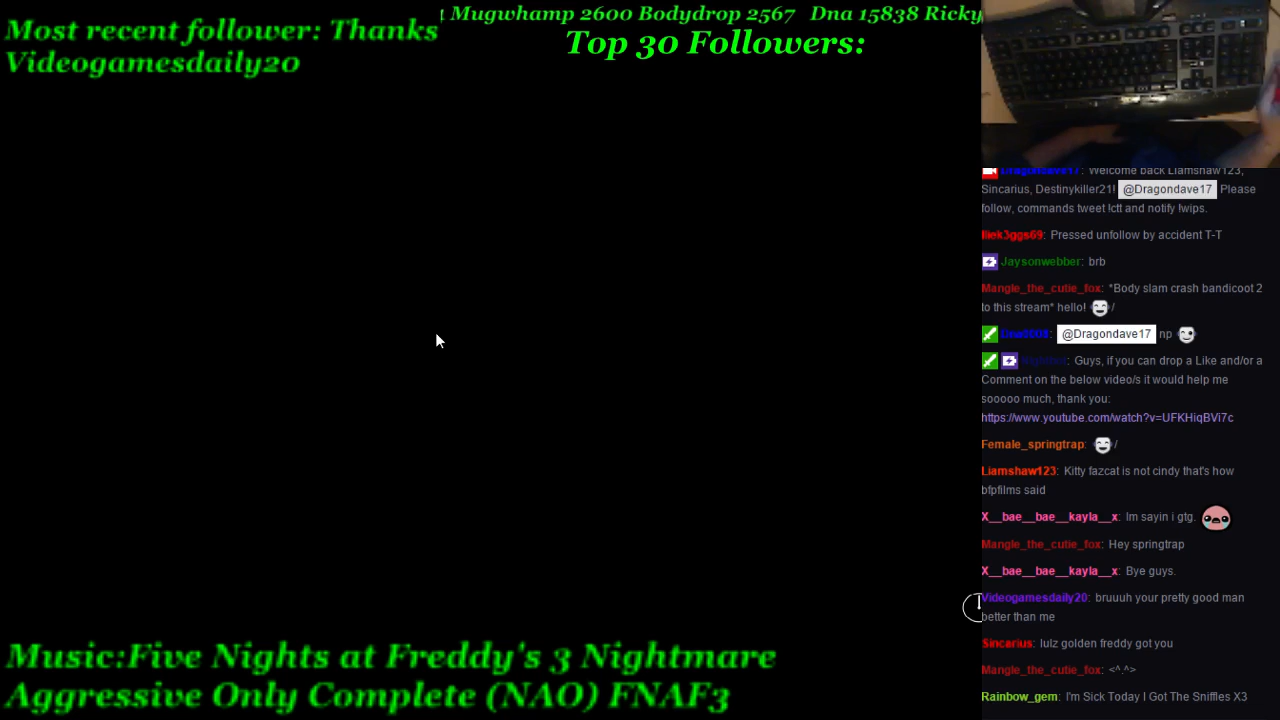 Most recent follower: Thanks
Videogamesdaily20
Mugwhamp 2600 Bodydrop 2567 Dna 15838 Ricky
Top 30 Followers:
Dragondave17: Welcome back Liamshaw123,
Sincarius, Destinykiller21! @Dragondave17 Please
follow, commands tweet !ctt and notify !wips.
Iliek3ggs69: Pressed unfollow by accident T-T
Jaysonwebber: brb
Mangle_the_cutie_fox: *Body slam crash bandicoot 2
to this stream* hello! /
@Dragondave17 np
: Guys, if you can drop a Like and/or a
Comment on the below video/s it would help me
sooooo much, thank you:
https://www.youtube.com/watch?v=UFKHiqBVi7c
Female_springtrap: /
Liamshaw123: Kitty fazcat is not cindy that's how
bfpfilms said
X__bae__bae__kayla__x: Im sayin i gtg.
Mangle_the_cutie_fox: Hey springtrap
X__bae__bae__kayla__x: Bye guys.
Videogamesdaily20: bruuuh your pretty good man
better than me
Sincarius: lulz golden freddy got you
Mangle_the_cutie_fox: <^.^>
Rainbow_gem: I'm Sick Today I Got The Sniffles X3
Music:Five Nights at Freddy's 3 Nightmare
Aggressive Only Complete (NAO) FNAF3